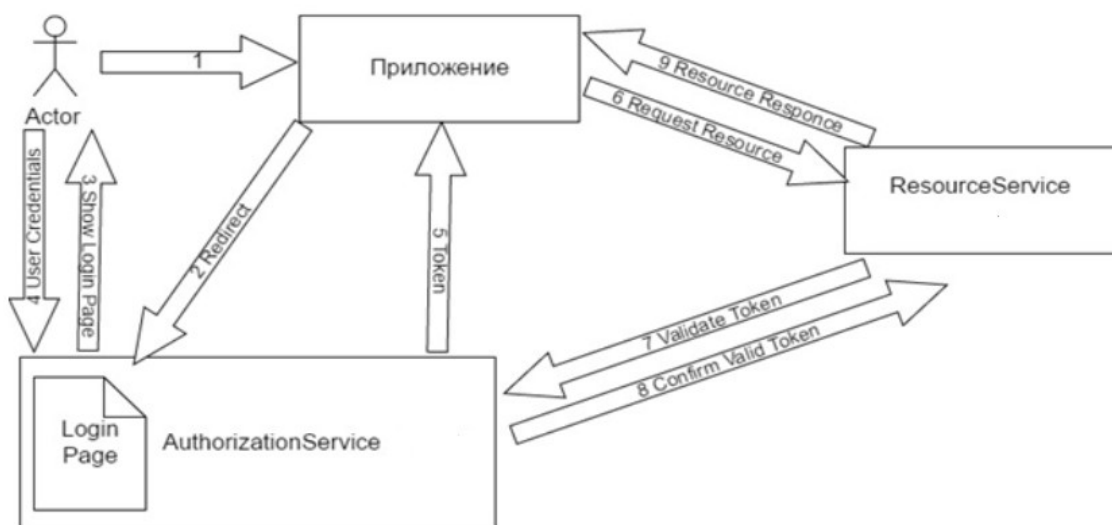 Actor
1
Приложение
9 Resource Responce
6 Request Resource
ResourceService
4 User Credentials
3 Show Login Page
2 Redirect
5 Token
7 Validate Token
8 Confirm Valid Token
Login
Page
AuthorizationService